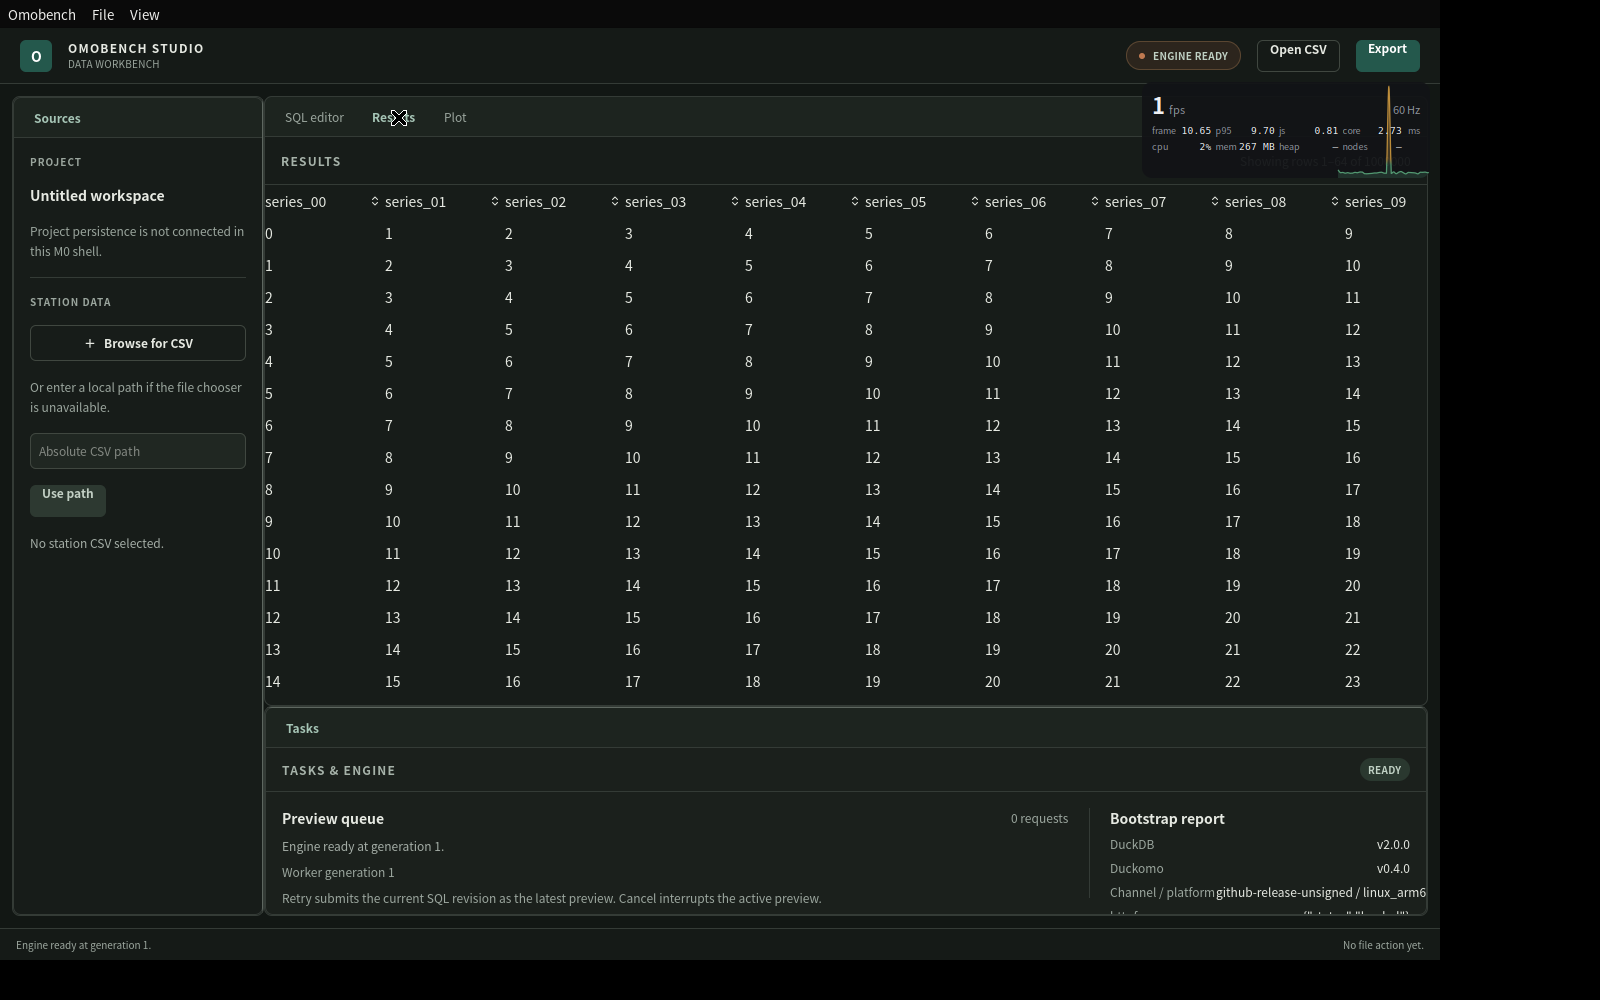 Omobench File View
O
OMOBENCH STUDIO
DATA WORKBENCH
ENGINE READY
Open CSV
Export
1 fps 60 Hz
frame 10.65 p95 9.70 js 0.81 core 2.73 ms
cpu 2% mem 267 MB heap – nodes –
Sources
PROJECT
Untitled workspace
Project persistence is not connected in
this M0 shell.
STATION DATA
+ Browse for CSV
Or enter a local path if the file chooser
is unavailable.
Absolute CSV path
Use path
No station CSV selected.
SQL editor Results Plot
RESULTS
Showing rows 1–64 of
series_00 series_01 series_02 series_03 series_04 series_05 series_06 series_07 series_08 series_09
0 1 2 3 4 5 6 7 8 9
1 2 3 4 5 6 7 8 9 10
2 3 4 5 6 7 8 9 10 11
3 4 5 6 7 8 9 10 11 12
4 5 6 7 8 9 10 11 12 13
5 6 7 8 9 10 11 12 13 14
6 7 8 9 10 11 12 13 14 15
7 8 9 10 11 12 13 14 15 16
8 9 10 11 12 13 14 15 16 17
9 10 11 12 13 14 15 16 17 18
10 11 12 13 14 15 16 17 18 19
11 12 13 14 15 16 17 18 19 20
12 13 14 15 16 17 18 19 20 21
13 14 15 16 17 18 19 20 21 22
14 15 16 17 18 19 20 21 22 23
Tasks
TASKS & ENGINE
READY
Preview queue
0 requests
Engine ready at generation 1.
Worker generation 1
Retry submits the current SQL revision as the latest preview. Cancel interrupts the active preview.
Bootstrap report
DuckDB v2.0.0
Duckomo v0.4.0
Channel / platform github-release-unsigned / linux_arm6
Engine ready at generation 1.
No file action yet.